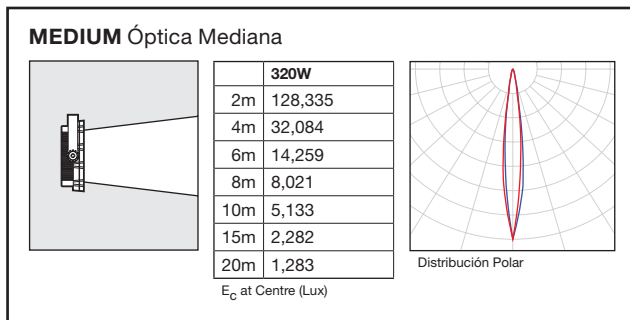 MEDIUM Óptica Mediana
320W
2m 128,335
4m 32,084
6m 14,259
8m 8,021
10m 5,133
15m 2,282
20m 1,283
EC at Centre (Lux)
Distribución Polar